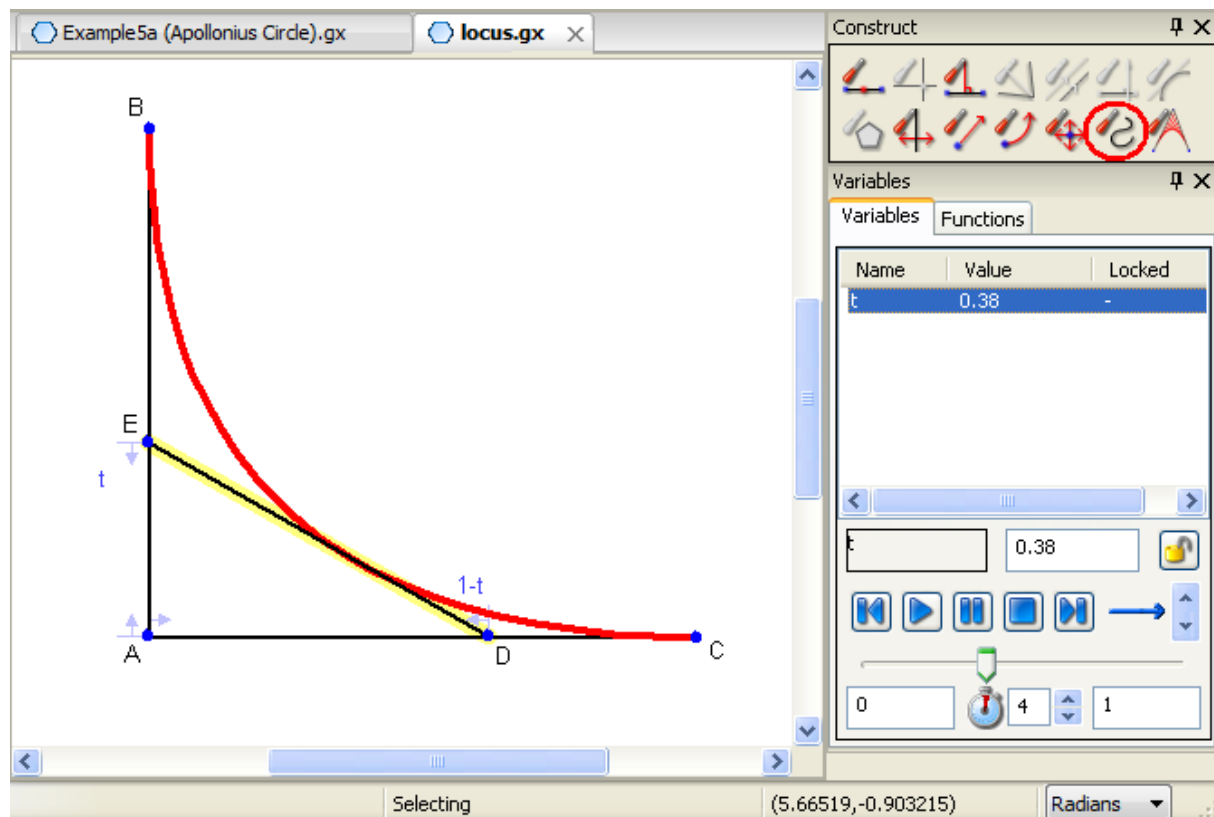 Example5a (Apollonius Circle).gx
locus.gx
Construct
B
E
t
1-t
A
D
C
Variables
Variables Functions
Name Value Locked
t 0.38 -
t 0.38
0 4 1
Selecting (5.66519,-0.903215) Radians